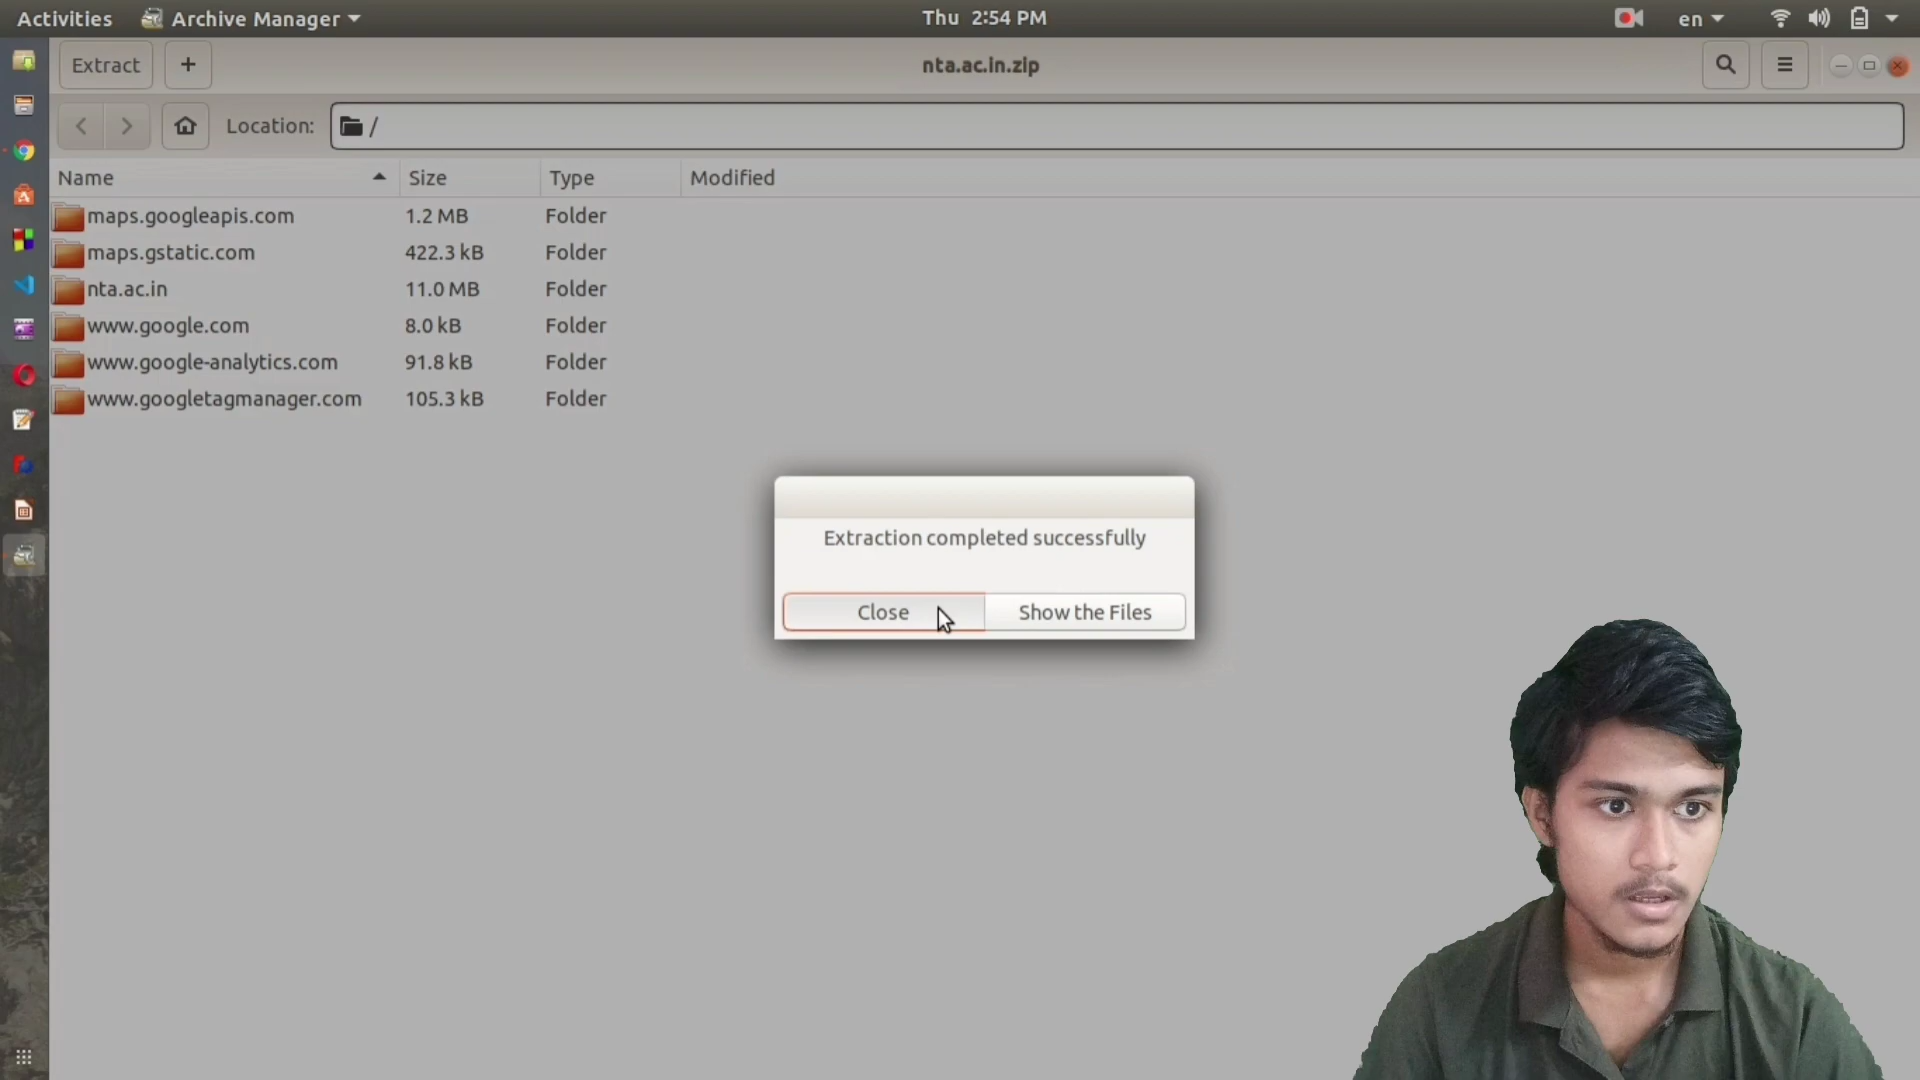 Activities Archive Manager Thu 2:54 PM en
Extract + nta.ac.in.zip
Location: /
Name Size Type Modified
maps.googleapis.com 1.2 MB Folder
maps.gstatic.com 422.3 kB Folder
nta.ac.in 11.0 MB Folder
www.google.com 8.0 kB Folder
www.google-analytics.com 91.8 kB Folder
www.googletagmanager.com 105.3 kB Folder
Extraction completed successfully
Close Show the Files